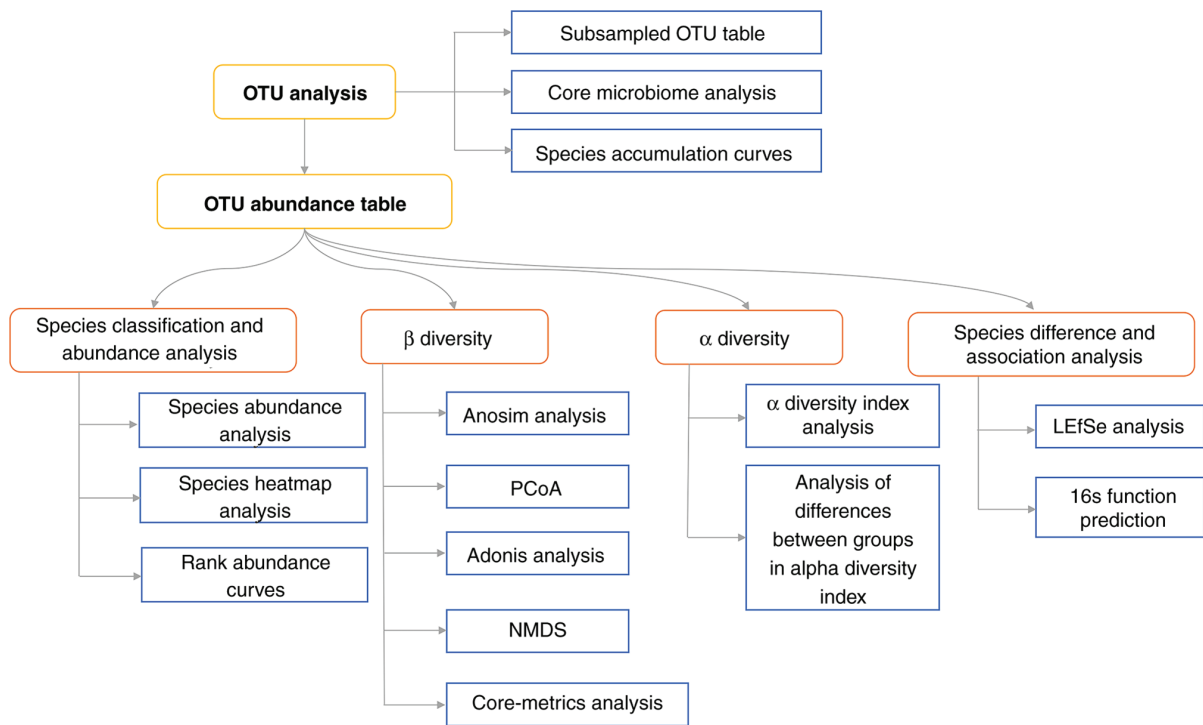 Subsampled OTU table
OTU analysis
Core microbiome analysis
Species accumulation curves
OTU abundance table
Species classification and
abundance analysis
β diversity
α diversity
Species difference and
association analysis
Species abundance
analysis
Species heatmap
analysis
Rank abundance
curves
Anosim analysis
PCoA
Adonis analysis
NMDS
Core-metrics analysis
α diversity index
analysis
Analysis of
differences
between groups
in alpha diversity
index
LEfSe analysis
16s function
prediction